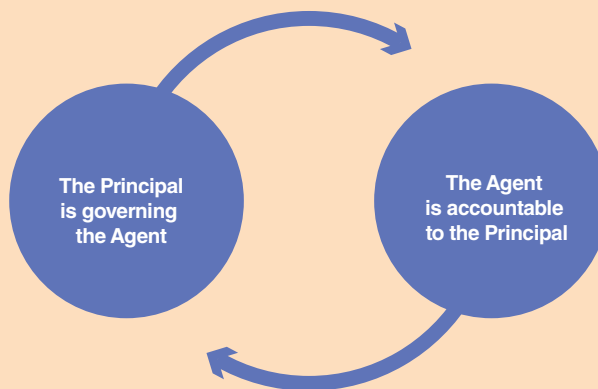 The Principal
is governing
the Agent
The Agent
is accountable
to the Principal